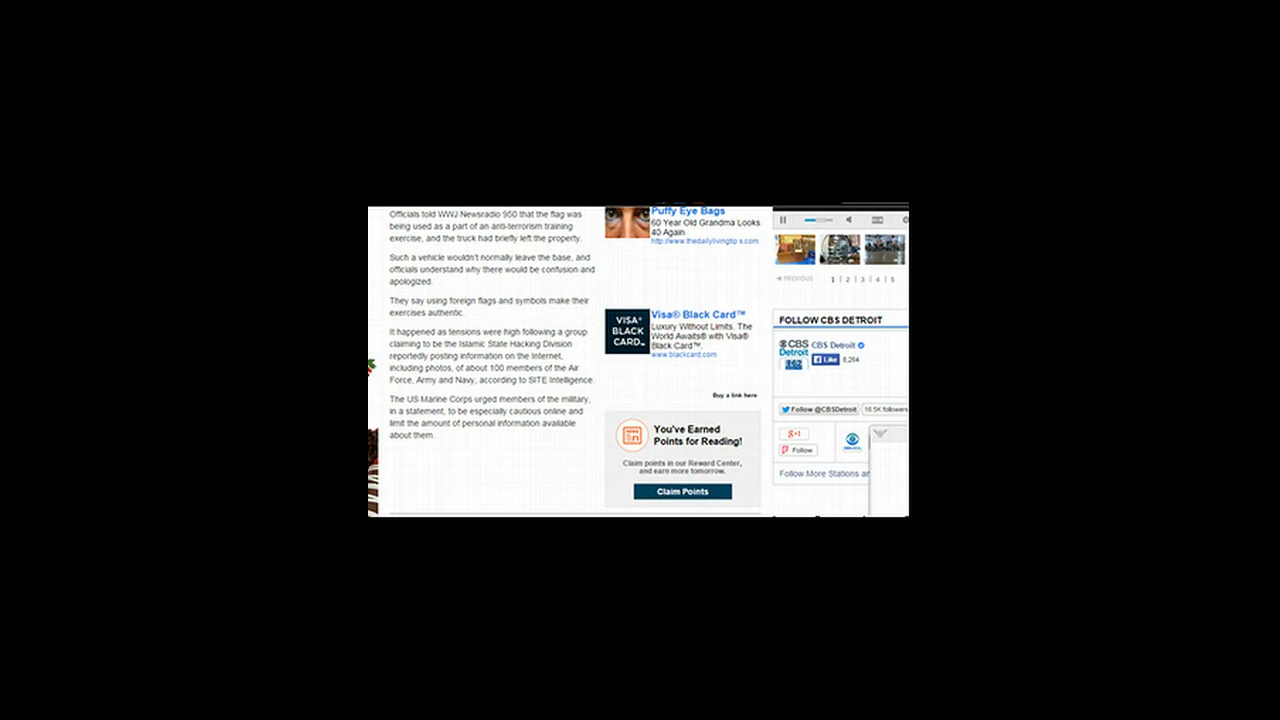 Officials told WWJ Newsradio 950 that the flag was
being used as a part of an anti-terrorism training
exercise, and the truck had briefly left the property.
Such a vehicle wouldn't normally leave the base, and
officials understand why there would be confusion and
apologized.
They say using foreign flags and symbols make their
exercises authentic.
It happened as tensions were high following a group
claiming to be the Islamic State Hacking Division
reportedly posting information on the Internet,
including photos, of about 100 members of the Air
Force, Army and Navy, according to SITE Intelligence.
The US Marine Corps urged members of the military,
in a statement, to be especially cautious online and
limit the amount of personal information available
about them.
Puffy Eye Bags
60 Year Old Grandma Looks
40 Again
http://www.thedailylivingtips.com
VISA®
BLACK
CARD™
Visa® Black Card™
Luxury Without Limits. The
World Awaits® with Visa®
Black Card™.
www.blackcard.com
Buy a link here
You've Earned
Points for Reading!
Claim points in our Reward Center,
and earn more tomorrow.
Claim Points
PREVIOUS 1 | 2 | 3 | 4 | 5
FOLLOW CBS DETROIT
CBS
Detroit
CBS Detroit
Like 8,264
Follow @CBSDetroit 16.5K followers
g+1
Follow
Follow More Stations